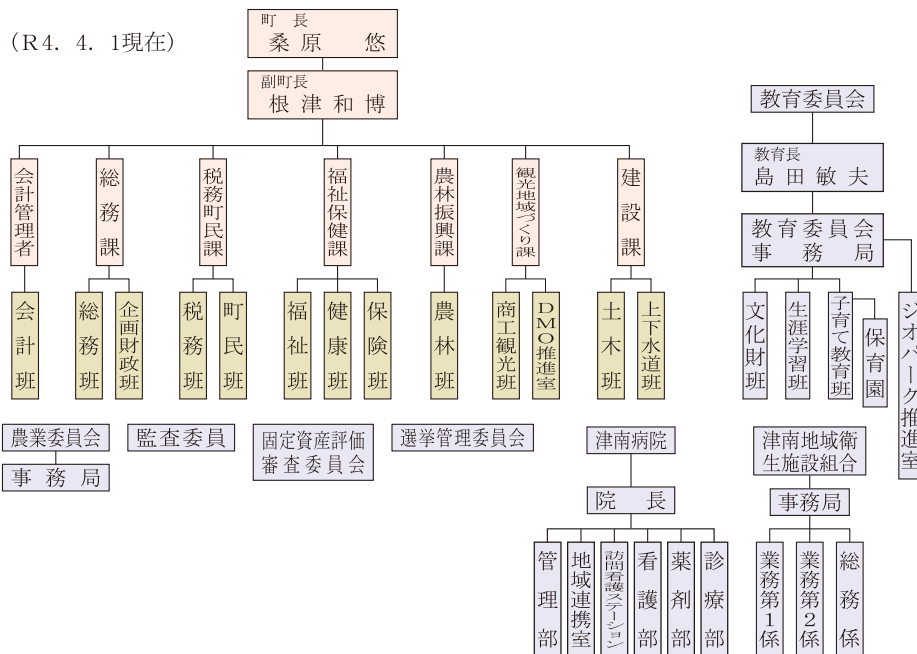 （R4．4．1現在）
町長
桑原　悠
副町長
根津和博
会計管理者
総務課
税務町民課
福祉保健課
農林振興課
観光地域づくり課
建設課
会計班
総務班
企画財政班
税務班
町民班
福祉班
健康班
保険班
農林班
商工観光班
DMO推進室
土木班
上下水道班
農業委員会
事務局
監査委員
固定資産評価
審査委員会
選挙管理委員会
津南病院
院長
管理部
地域連携室
訪問看護ステーション
看護部
薬剤部
診療部
教育委員会
教育長
島田敏夫
教育委員会
事務局
文化財班
生涯学習班
子育て教育班
保育園
ジオパーク推進室
津南地域衛
生施設組合
事務局
業務第1係
業務第2係
総務係